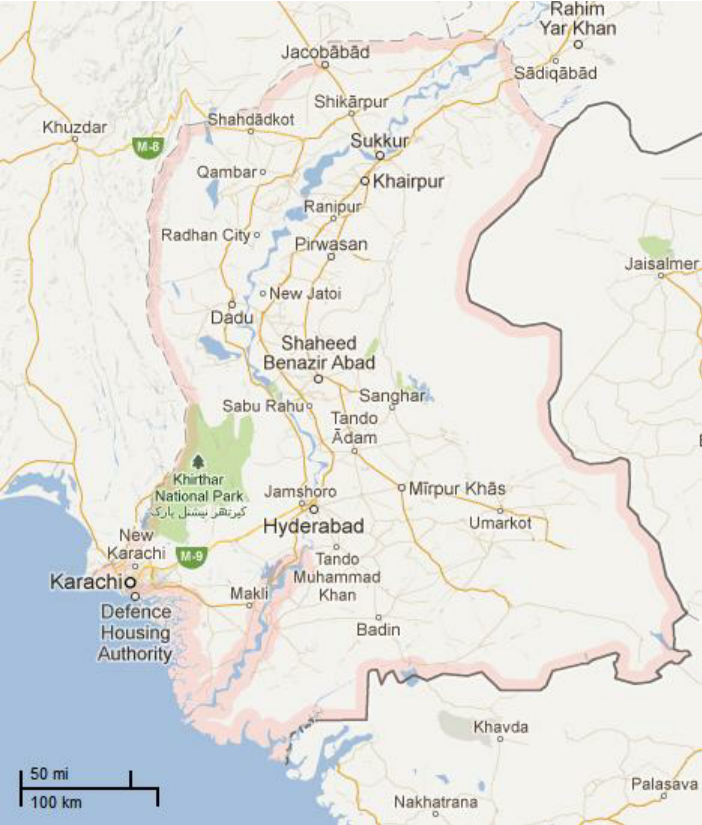 Rahim
Yar Khan
Jacobābād
Sādiqābād
Shikārpur
Shahdādkot
Khuzdar
M-8
Sukkur
Qambar
Khairpur
Ranipur
Radhan City
Pirwasan
Jaisalmer
New Jatoi
Dadu
Shaheed
Benazir Abad
Sanghar
Sabu Rahu
Tando
Ādam
Khirthar
National Park
کیرتھر نیشنل پارک
Jamshoro
Mīrpur Khās
Umarkot
Hyderabad
New
Karachi
M-9
Tando
Muhammad
Khan
Karachi
Makli
Defence
Housing
Authority
Badin
Khavda
50 mi
100 km
Palasava
Nakhatrana